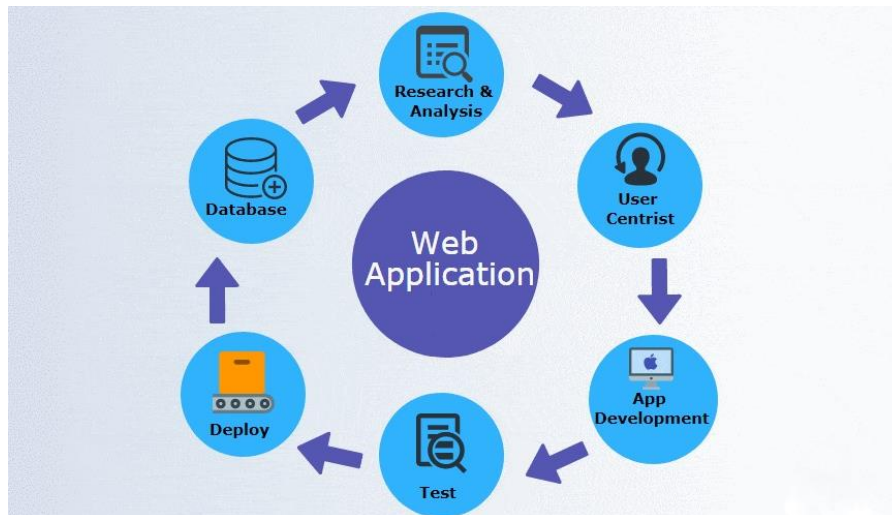 Research &
Analysis
User
Centrist
App
Development
Test
Deploy
Database
Web
Application